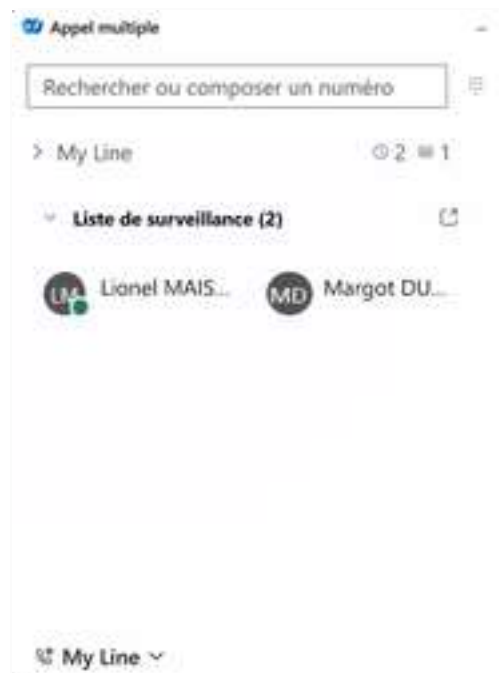 Appel multiple
Rechercher ou composer un numéro
My Line 2 1
Liste de surveillance (2)
LM Lionel MAIS...
MD Margot DU...
My Line